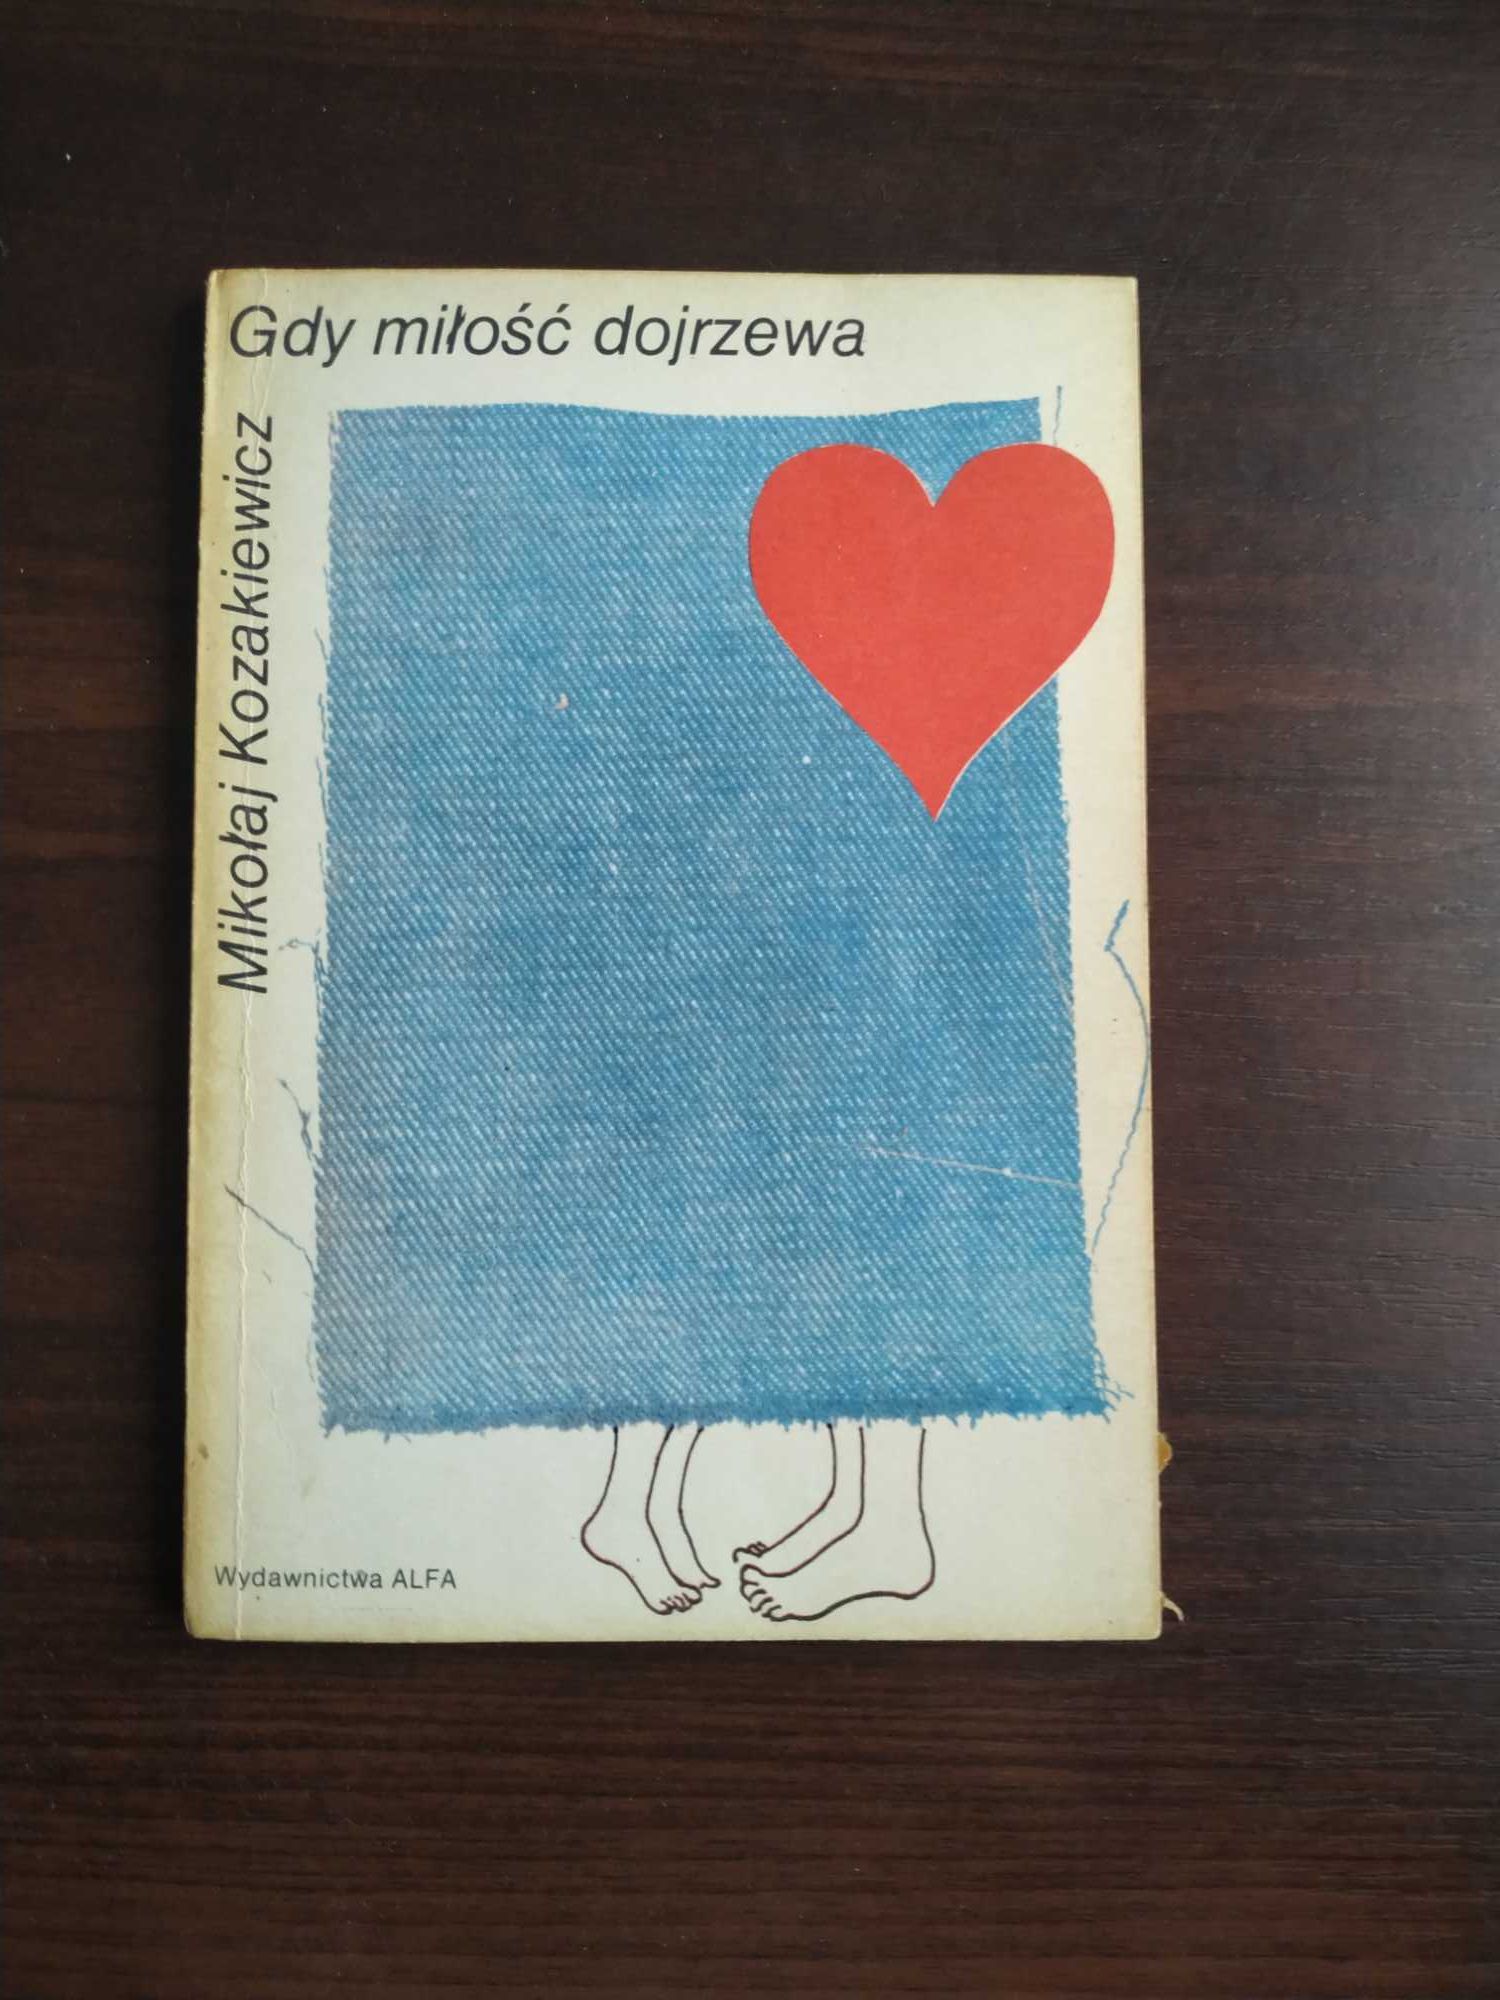 Gdy miłość dojrzewa
Mikołaj Kozakiewicz
Wydawnictwa ALFA